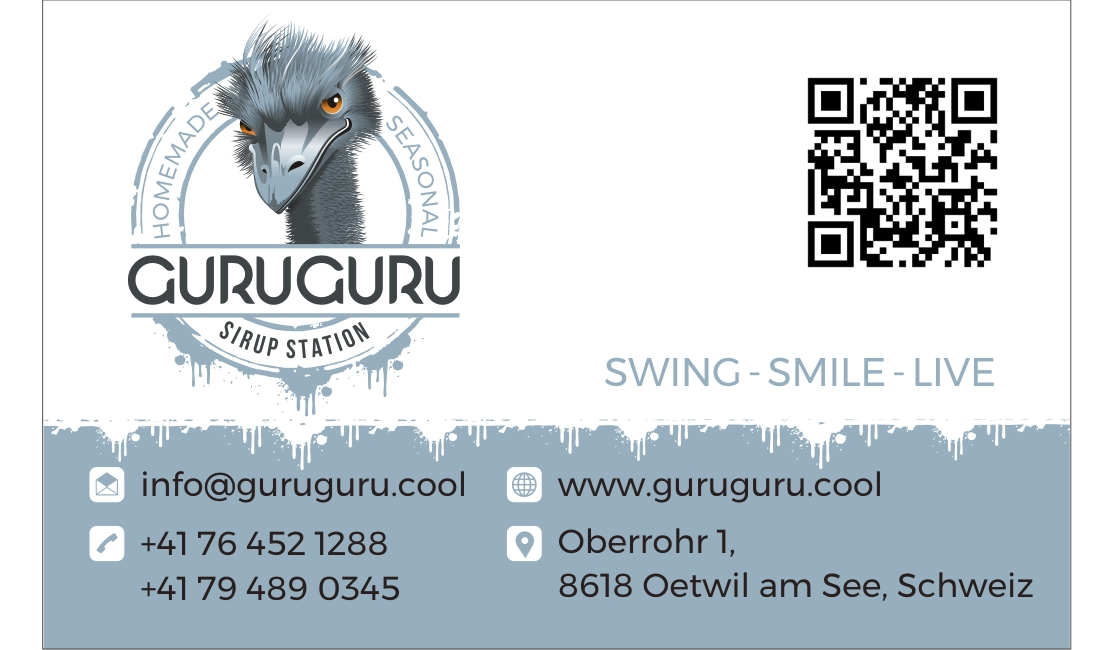 HOMEMADE
SEASONAL
GURUGURU
SIRUP STATION
SWING - SMILE - LIVE
info@guruguru.cool
www.guruguru.cool
+41 76 452 1288
+41 79 489 0345
Oberrohr 1,
8618 Oetwil am See, Schweiz